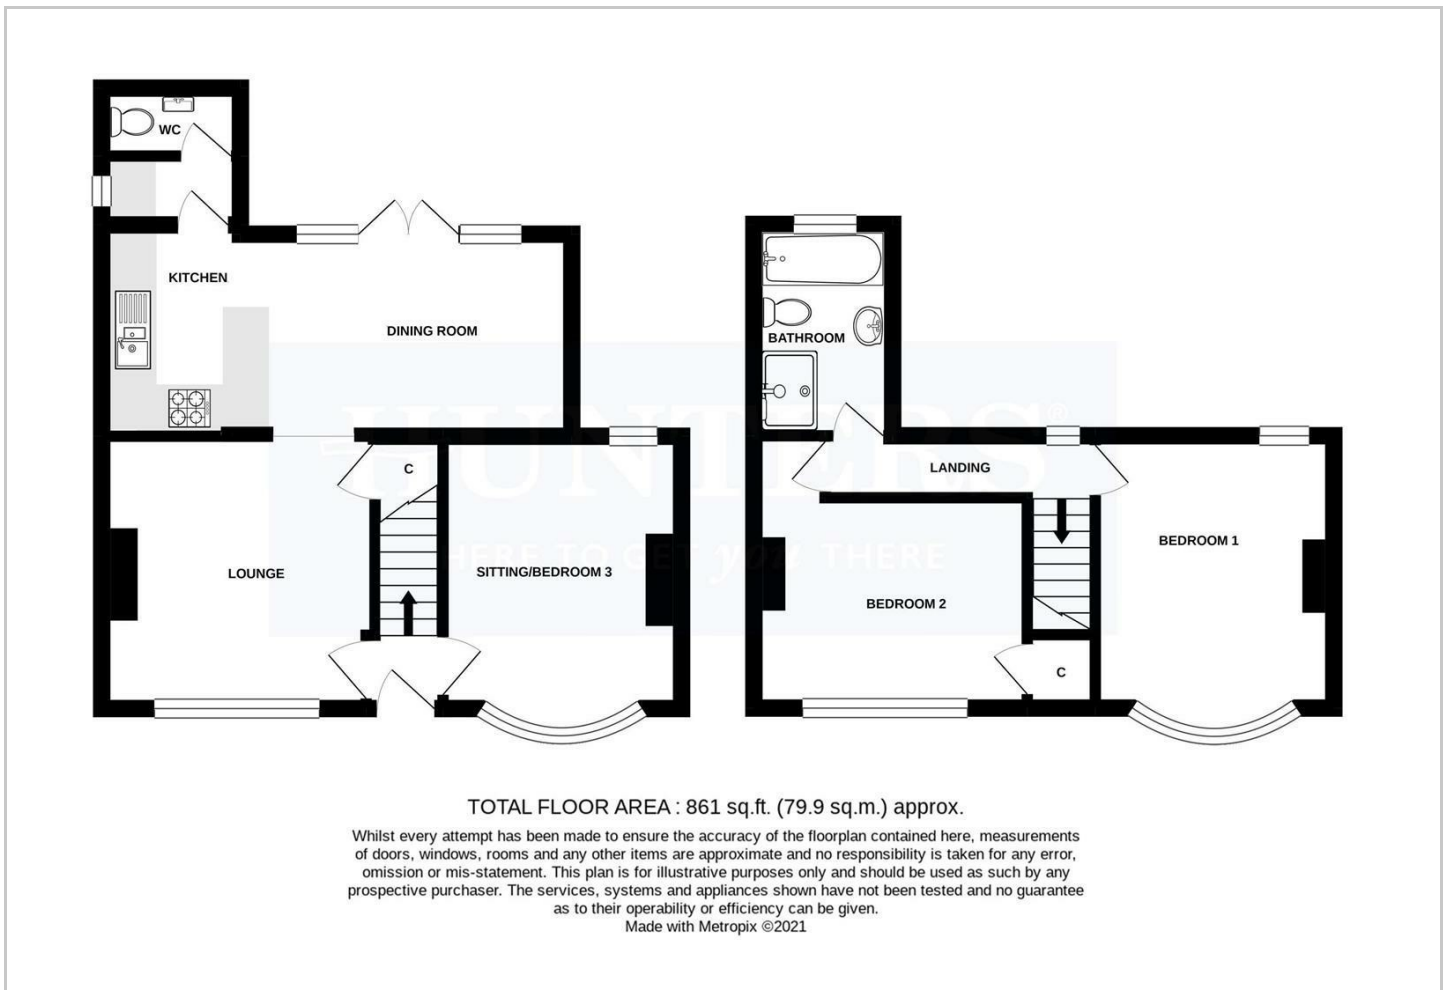 WC
KITCHEN
DINING ROOM
C
LOUNGE
SITTING/BEDROOM 3
BATHROOM
LANDING
BEDROOM 1
BEDROOM 2
C
HUNTERS®
HERE TO GET you THERE
TOTAL FLOOR AREA : 861 sq.ft. (79.9 sq.m.) approx.
Whilst every attempt has been made to ensure the accuracy of the floorplan contained here, measurements
of doors, windows, rooms and any other items are approximate and no responsibility is taken for any error,
omission or mis-statement. This plan is for illustrative purposes only and should be used as such by any
prospective purchaser. The services, systems and appliances shown have not been tested and no guarantee
as to their operability or efficiency can be given.
Made with Metropix ©2021